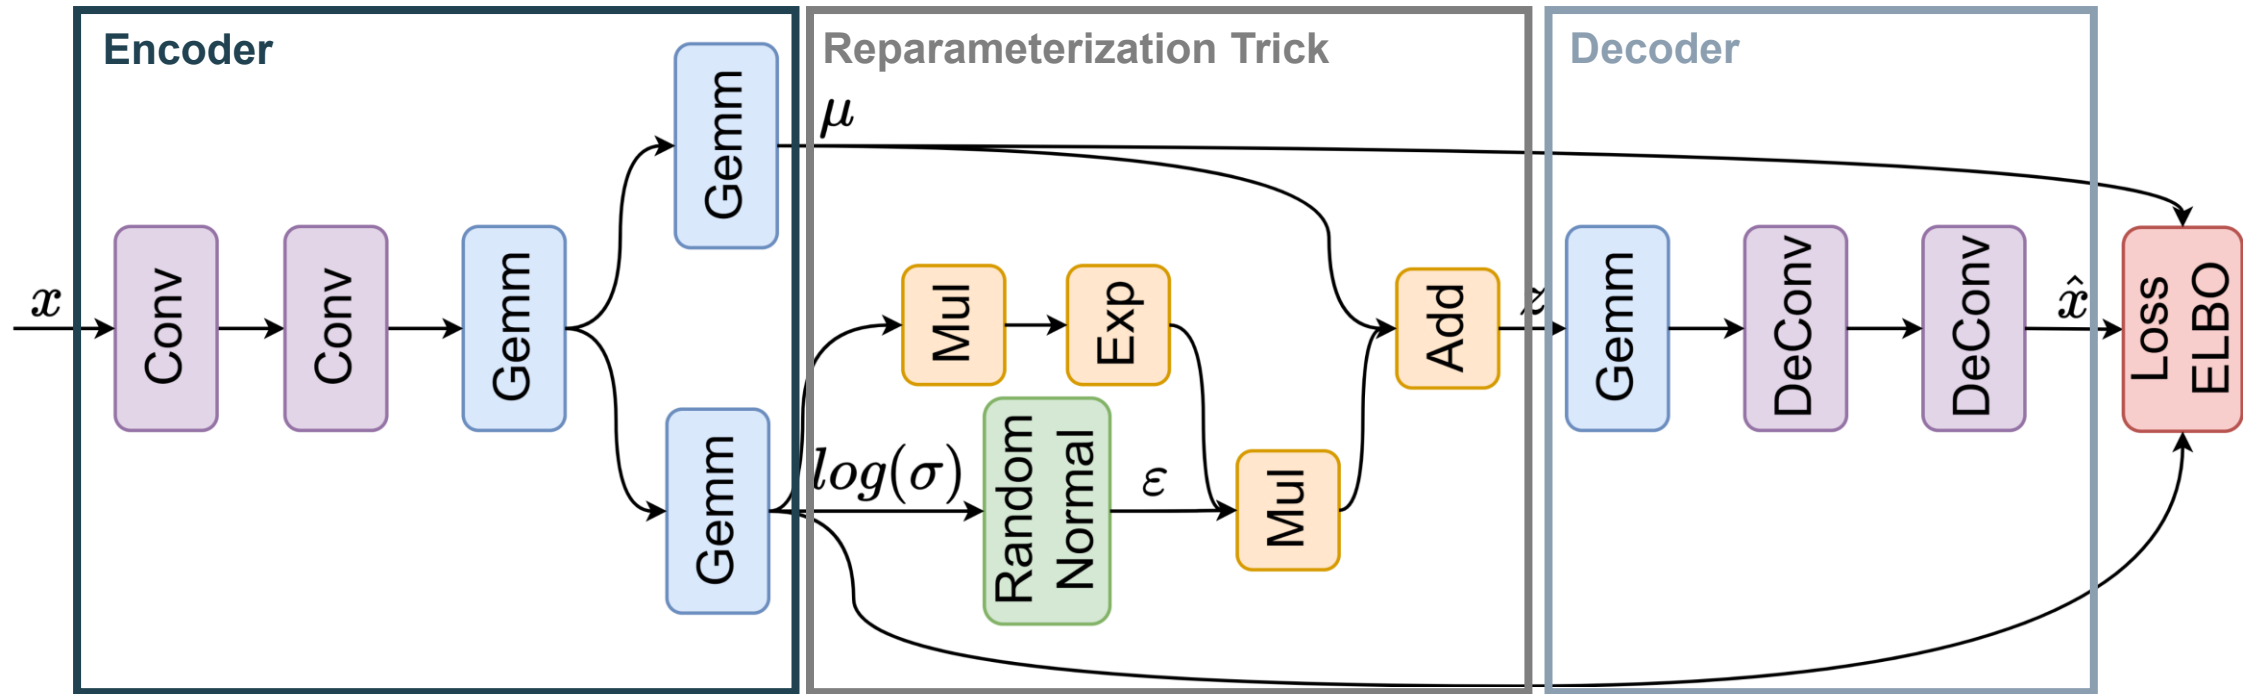 Encoder
Reparameterization Trick
Decoder
x
Conv
Conv
Gemm
Gemm
Gemm
μ
log(σ)
Mul
Exp
Random
Normal
ε
Mul
Add
z
Gemm
DeConv
DeConv
x̂
Loss
ELBO